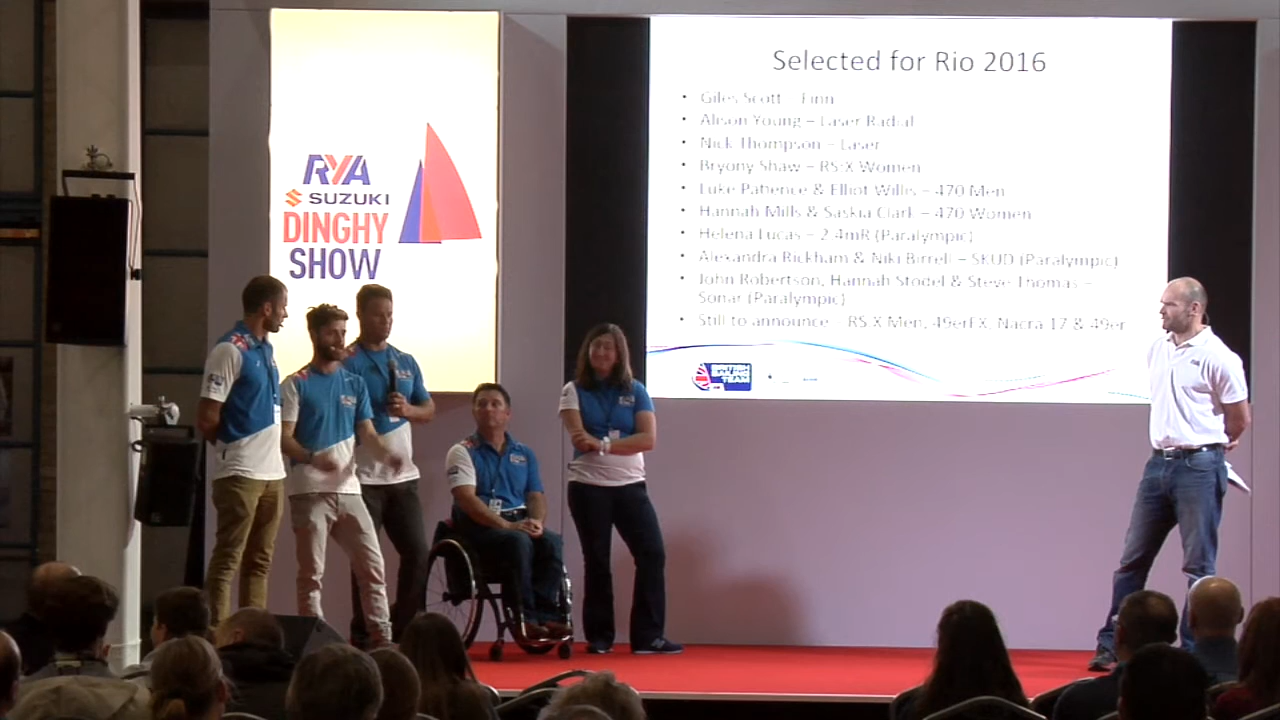 RYA
SUZUKI
DINGHY
SHOW
Selected for Rio 2016
• Giles Scott – Finn
• Alison Young – Laser Radial
• Nick Thompson – Laser
• Bryony Shaw – RS:X Women
• Luke Patience & Elliot Willis – 470 Men
• Hannah Mills & Saskia Clark – 470 Women
• Helena Lucas – 2.4mR (Paralympic)
• Alexandra Rickham & Niki Birrell – SKUD (Paralympic)
• John Robertson, Hannah Stodel & Steve Thomas –
Sonar (Paralympic)
• Still to announce – RS:X Men, 49erFX, Nacra 17 & 49er
BRITISH
SAILING
TEAM